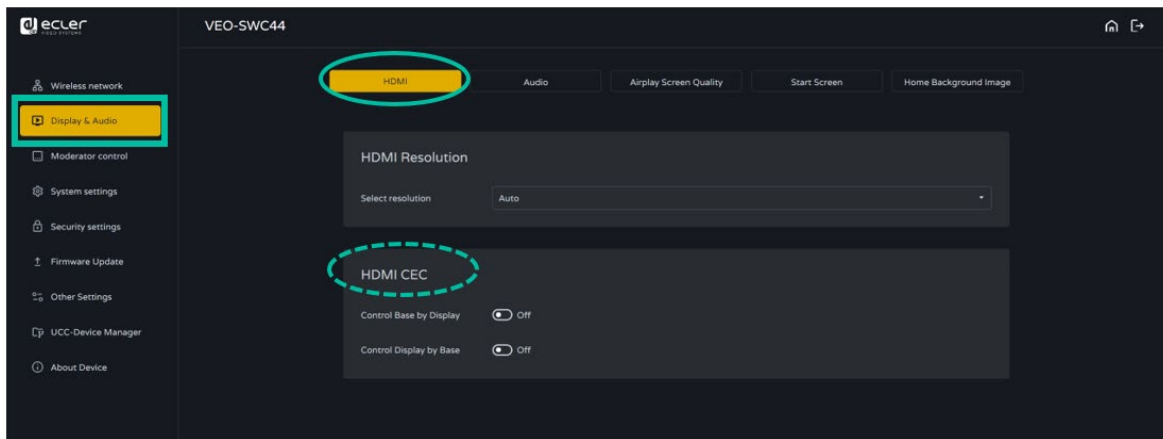 ecler
VIDEO SYSTEMS
VEO-SWC44
Wireless network
Display & Audio
Moderator control
System settings
Security settings
Firmware Update
Other Settings
UCC-Device Manager
About Device
HDMI
Audio
Airplay Screen Quality
Start Screen
Home Background Image
HDMI Resolution
Select resolution
Auto
HDMI CEC
Control Base by Display
Off
Control Display by Base
Off